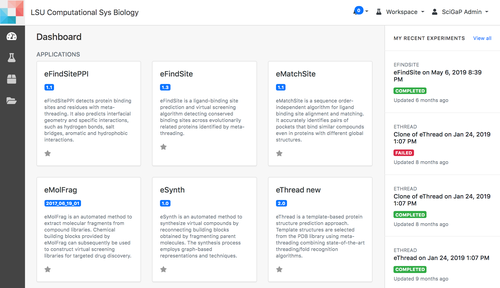 LSU Computational Sys Biology
6
Workspace
SciGaP Admin
Dashboard
APPLICATIONS
eFindSitePPI
1.1
eFindSitePPI detects protein binding
sites and residues with meta-
threading. It also predicts interfacial
geometry and specific interactions,
such as hydrogen bonds, salt
bridges, aromatic and hydrophobic
interactions.
eFindSite
1.3
eFindSite is a ligand-binding site
prediction and virtual screening
algorithm detecting conserved
binding sites across evolutionarily
related proteins identified by meta-
threading.
eMatchSite
1.1
eMatchSite is a sequence order-
independent algorithm for ligand
binding site alignment and matching.
It accurately identifies pairs of
pockets that bind similar compounds
even in proteins with different global
structures.
eMolFrag
2017_06_19_01
eMolFrag is an automated method to
extract molecular fragments from
compound libraries. Chemical
building blocks provided by
eMolFrag can subsequently be used
to construct virtual screening
libraries for targeted drug discovery.
eSynth
1.0
eSynth is an automated method to
synthesize virtual compounds by
reconnecting building blocks
obtained by fragmenting parent
molecules. The synthesis process
employs graph-based
representations and techniques.
eThread new
2.0
eThread is a template-based protein
structure prediction approach.
Template structures are selected
from the PDB library using meta-
threading combining state-of-the-art
threading/fold recognition
algorithms.
MY RECENT EXPERIMENTS
View all
EFINDSITE
eFindSite on May 6, 2019 8:39
PM
COMPLETED
Updated 6 months ago
ETHREAD
Clone of eThread on Jan 24, 2019
1:07 PM
FAILED
Updated 8 months ago
ETHREAD
Clone of eThread on Jan 24, 2019
1:07 PM
COMPLETED
Updated 8 months ago
ETHREAD
eThread on Jan 24, 2019 1:07 PM
COMPLETED
Updated 9 months ago